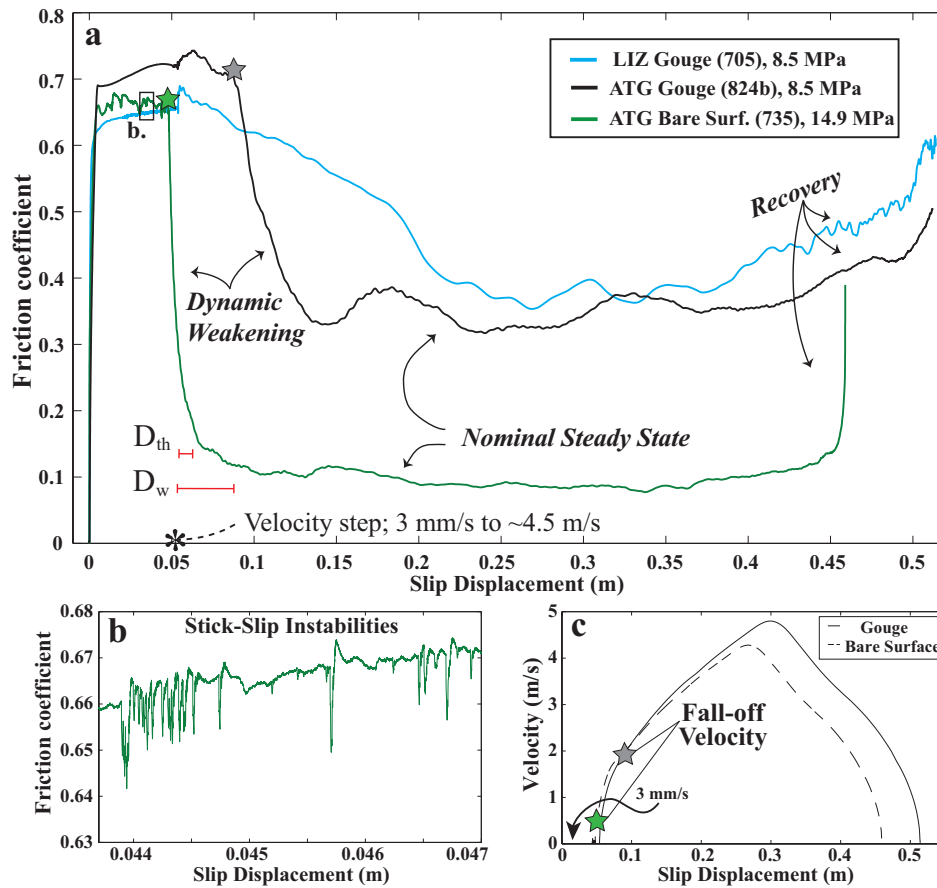 a
0.8
0.7
0.6
0.5
0.4
0.3
0.2
0.1
0
Friction coefficient
LIZ Gouge (705), 8.5 MPa
ATG Gouge (824b), 8.5 MPa
ATG Bare Surf. (735), 14.9 MPa
b.
Recovery
Dynamic
Weakening
Nominal Steady State
Dth
Dw
* Velocity step; 3 mm/s to ~4.5 m/s
0 0.05 0.1 0.15 0.2 0.25 0.3 0.35 0.4 0.45 0.5
Slip Displacement (m)
b
Stick-Slip Instabilities
0.68
0.67
0.66
0.65
0.64
0.63
Friction coefficient
0.044 0.045 0.046 0.047
Slip Displacement (m)
c
Gouge
Bare Surface
5
4
3
2
1
0
Velocity (m/s)
Fall-off
Velocity
3 mm/s
0 0.1 0.2 0.3 0.4 0.5
Slip Displacement (m)